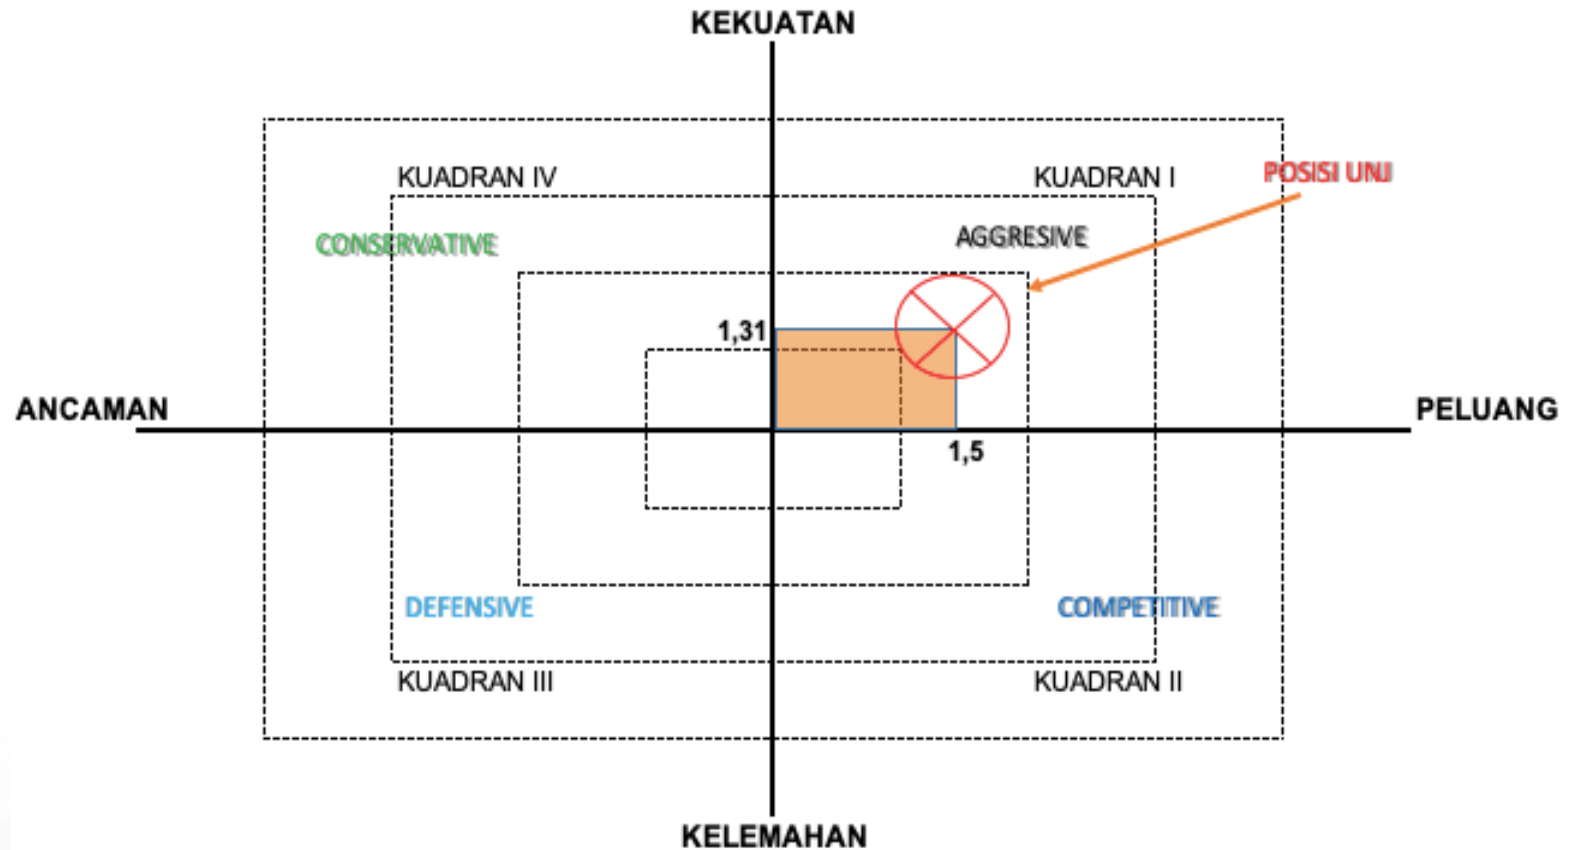 KEKUATAN
KUADRAN IV
KUADRAN I
POSISI UNJ
CONSERVATIVE
AGGRESIVE
1,31
ANCAMAN
PELUANG
1,5
DEFENSIVE
COMPETITIVE
KUADRAN III
KUADRAN II
KELEMAHAN